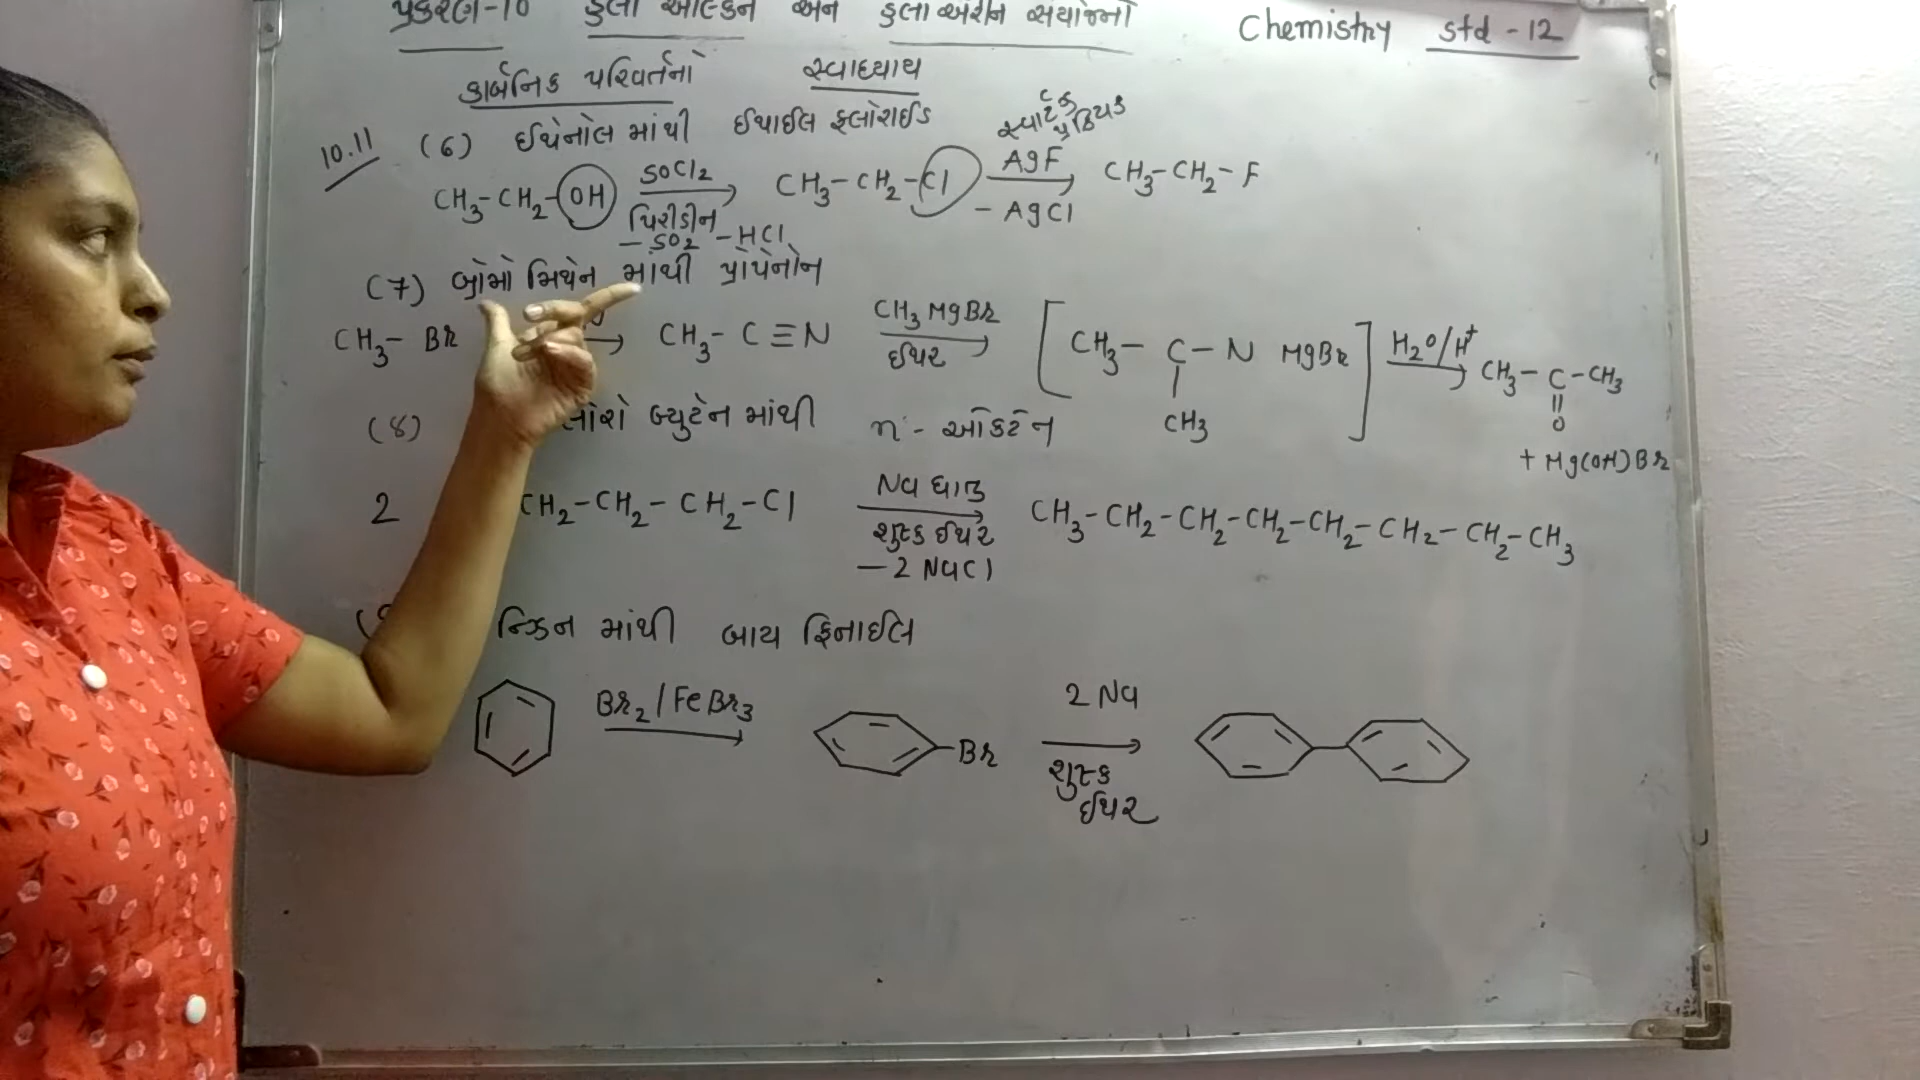 પ્રકરણ-10 હેલો આલ્કેન અને હેલો એરીન સંયોજનો Chemistry std - 12
કાર્બનિક પરિવર્તનો સ્વાધ્યાય
10.11 (6) ઈથેનોલ માંથી ઈથાઈલ ફ્લોરાઈડ
CH3-CH2-OH SOCl2 પિરીડીન -SO2 -HCl CH3-CH2-Cl AgF -AgCl CH3-CH2-F
(7) બ્રોમો મિથેન માંથી પ્રોપેનોન
CH3-Br CH3-C≡N CH3MgBr ઈથર [CH3-C-N MgBr] H2O/H+ CH3-C-CH3
CH3 O
+ Mg(OH)Br
(8) બ્યુટેન માંથી n - ઓક્ટેન
2 CH2-CH2-CH2-Cl Na ધાતુ શુષ્ક ઈથર -2 NaCl CH3-CH2-CH2-CH2-CH2-CH2-CH2-CH3
માંથી બાય ફિનાઈલ
Br2/FeBr3 -Br 2 Na
શુષ્ક
ઈથર